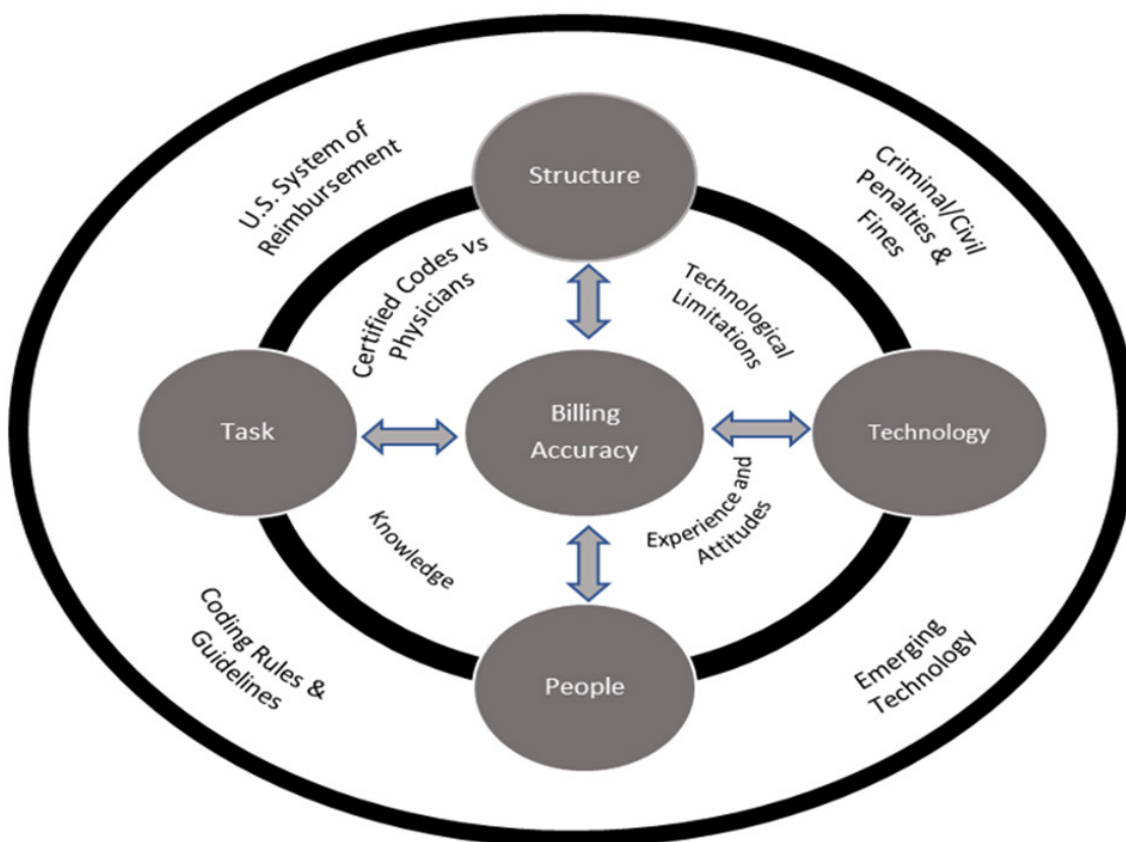 U.S. System of
Reimbursement
Structure
Criminal/Civil
Penalties &
Fines
Certified Codes vs
Physicians
Technological
Limitations
Task
Billing
Accuracy
Technology
Knowledge
Experience and
Attitudes
Coding Rules &
Guidelines
People
Emerging
Technology